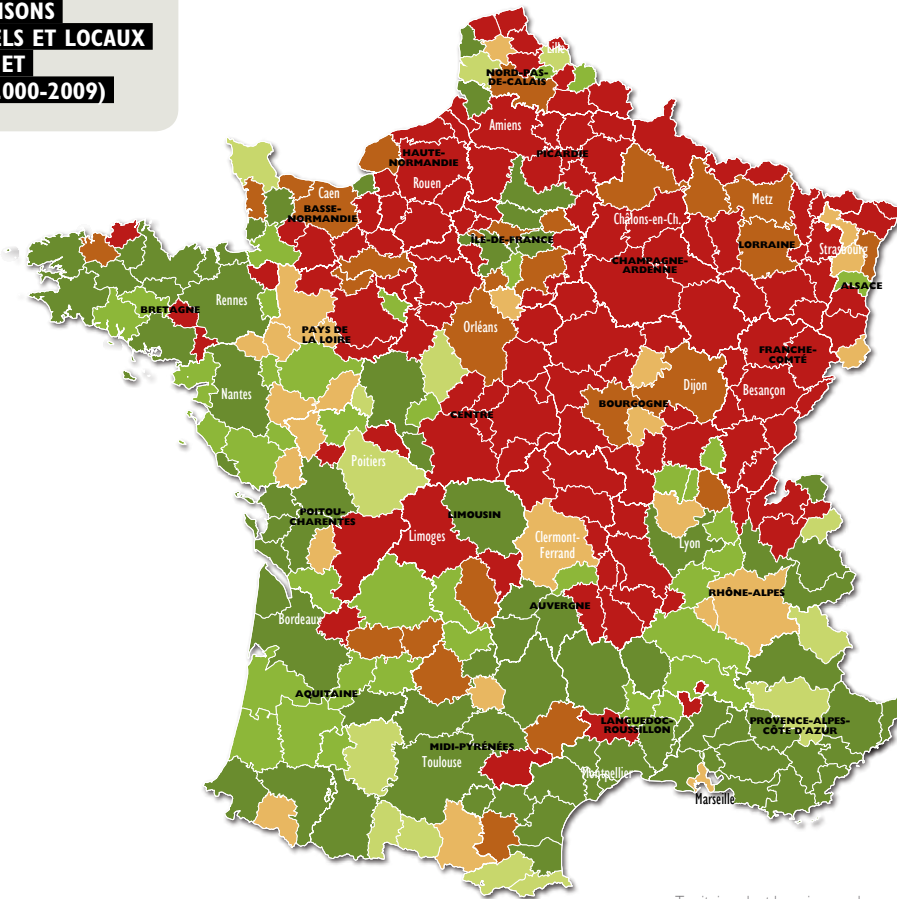 ISONS
ELS ET LOCAUX
ET
000-2009)
Lille
NORD-PAS-
DE-CALAIS
Amiens
HAUTE-
NORMANDIE
PICARDIE
Rouen
Caen
BASSE-
NORMANDIE
Metz
Châlons-en-Ch.
ÎLE-DE-FRANCE
LORRAINE
Strasbourg
CHAMPAGNE-
ARDENNE
ALSACE
Rennes
BRETAGNE
PAYS DE
LA LOIRE
Orléans
FRANCHE-
COMTÉ
Dijon
Besançon
Nantes
BOURGOGNE
CENTRE
Poitiers
POITOU-
CHARENTES
LIMOUSIN
Limoges
Clermont-
Ferrand
Lyon
RHÔNE-ALPES
AUVERGNE
Bordeaux
AQUITAINE
LANGUEDOC-
ROUSSILLON
PROVENCE-ALPES-
CÔTE D'AZUR
MIDI-PYRÉNÉES
Toulouse
Montpellier
Marseille